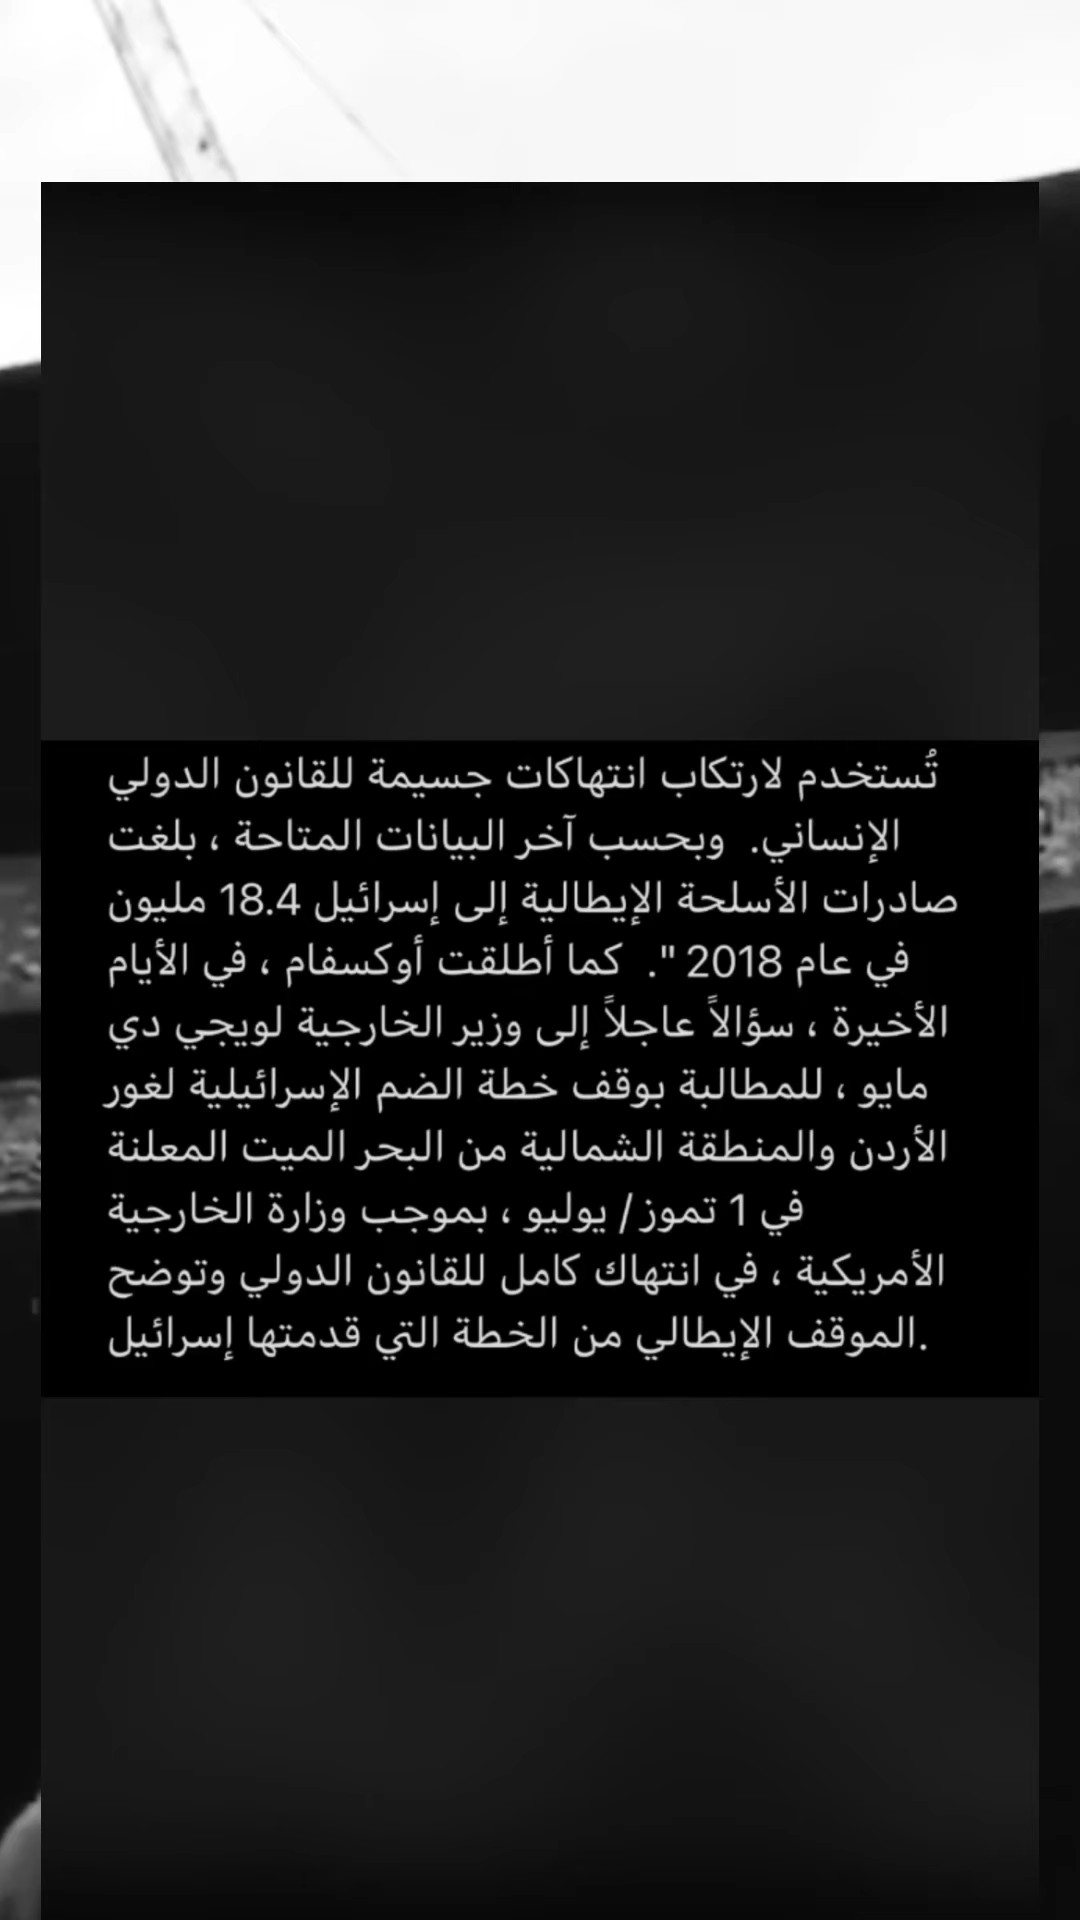 تُستخدم لارتكاب انتهاكات جسيمة للقانون الدولي
الإنساني.  وبحسب آخر البيانات المتاحة ، بلغت
صادرات الأسلحة الإيطالية إلى إسرائيل 18.4 مليون
في عام 2018 ".  كما أطلقت أوكسفام ، في الأيام
الأخيرة ، سؤالاً عاجلاً إلى وزير الخارجية لويجي دي
مايو ، للمطالبة بوقف خطة الضم الإسرائيلية لغور
الأردن والمنطقة الشمالية من البحر الميت المعلنة
في 1 تموز / يوليو ، بموجب وزارة الخارجية
الأمريكية ، في انتهاك كامل للقانون الدولي وتوضح
.الموقف الإيطالي من الخطة التي قدمتها إسرائيل